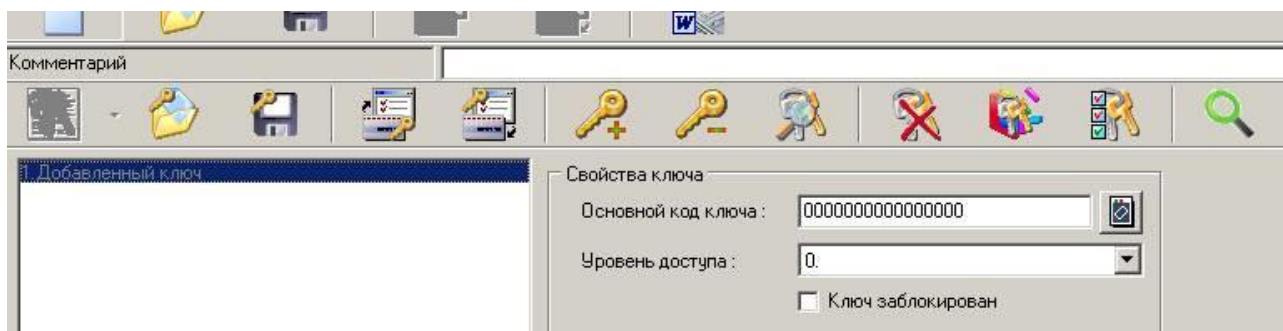 W
Комментарий
1. Добавленный ключ
Свойства ключа
Основной код ключа :
0000000000000000
Уровень доступа :
0.
Ключ заблокирован